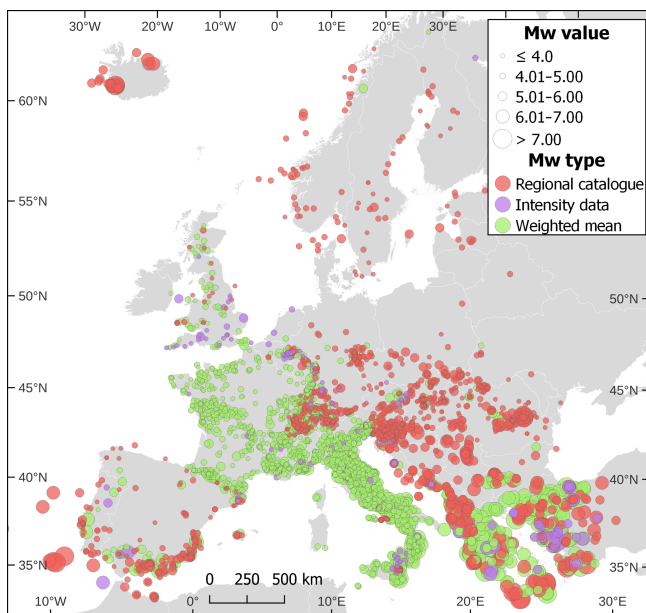 30°W 20°W 10°W 0°E 10°E 20°E 30°E
Mw value
≤ 4.0
4.01-5.00
5.01-6.00
6.01-7.00
> 7.00
Mw type
Regional catalogue
Intensity data
Weighted mean
60°N
55°N
50°N 50°N
45°N 45°N
40°N 40°N
35°N 35°N
0 250 500 km
10°W 0°E 10°E 20°E 30°E